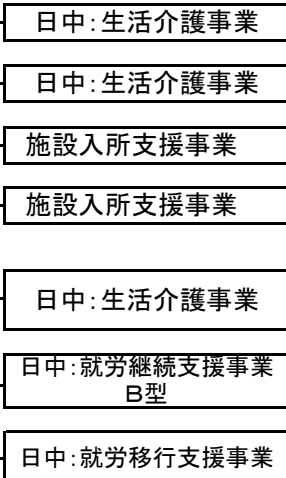 日中：生活介護事業
日中：生活介護事業
施設入所支援事業
施設入所支援事業
日中：生活介護事業
日中：就労継続支援事業
B型
日中：就労移行支援事業